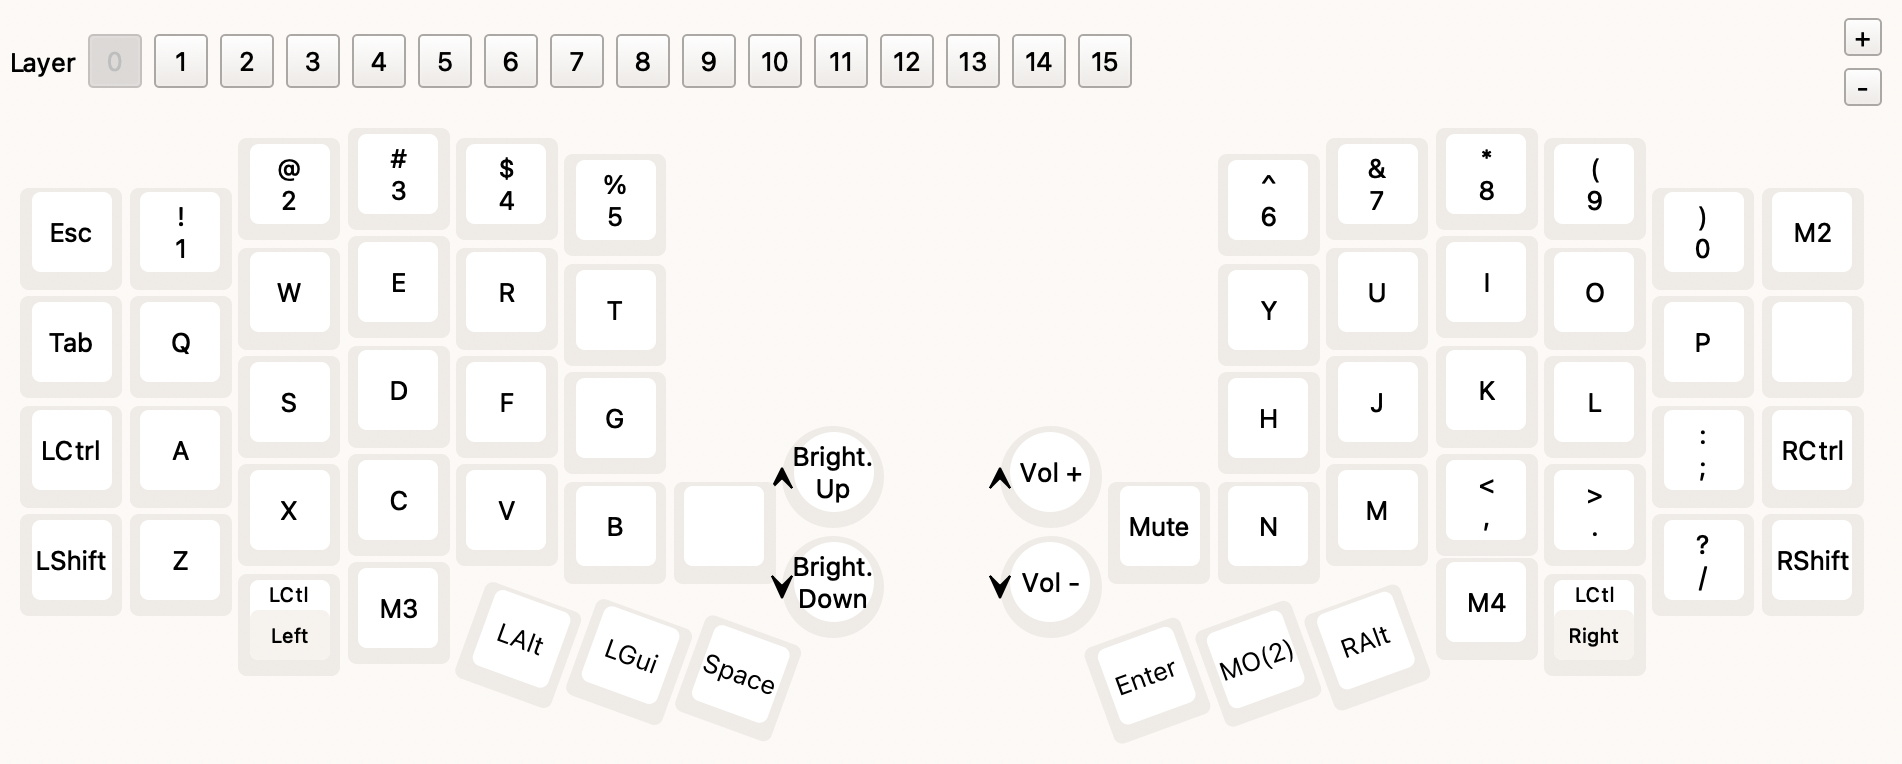 Layer 0 1 2 3 4 5 6 7 8 9 10 11 12 13 14 15
+
-
Esc
!
1
@
2
#
3
$
4
%
5
^
6
&
7
*
8
(
9
)
0
M2
Tab
Q
W
E
R
T
Y
U
I
O
P
LCtrl
A
S
D
F
G
Bright.
Up
Vol +
H
J
K
L
:
;
RCtrl
LShift
Z
X
C
V
B
Bright.
Down
Vol -
Mute
N
M
<
,
>
.
?
/
RShift
LCtl
Left
M3
LAlt
LGui
Space
Enter
MO(2)
RAlt
M4
LCtl
Right